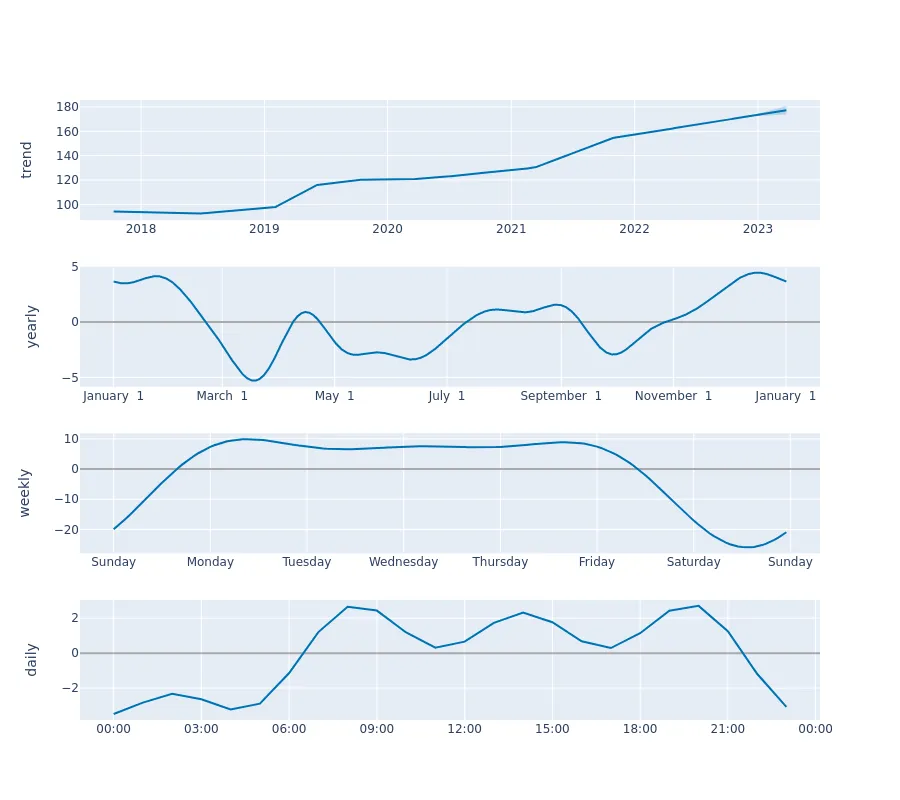 trend
180
160
140
120
100
2018 2019 2020 2021 2022 2023
yearly
5
0
−5
January 1 March 1 May 1 July 1 September 1 November 1 January 1
weekly
10
0
−10
−20
Sunday Monday Tuesday Wednesday Thursday Friday Saturday Sunday
daily
2
0
−2
00:00 03:00 06:00 09:00 12:00 15:00 18:00 21:00 00:00